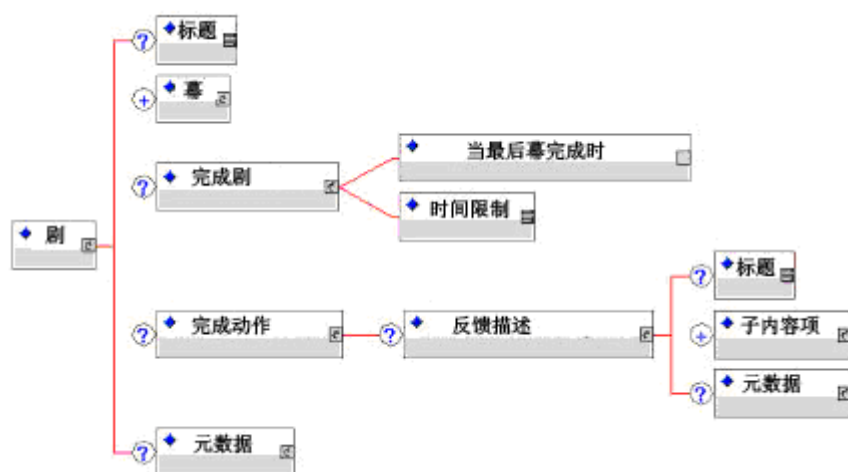 标题
幕
完成剧
当最后幕完成时
时间限制
剧
标题
完成动作
反馈描述
子内容项
元数据
元数据